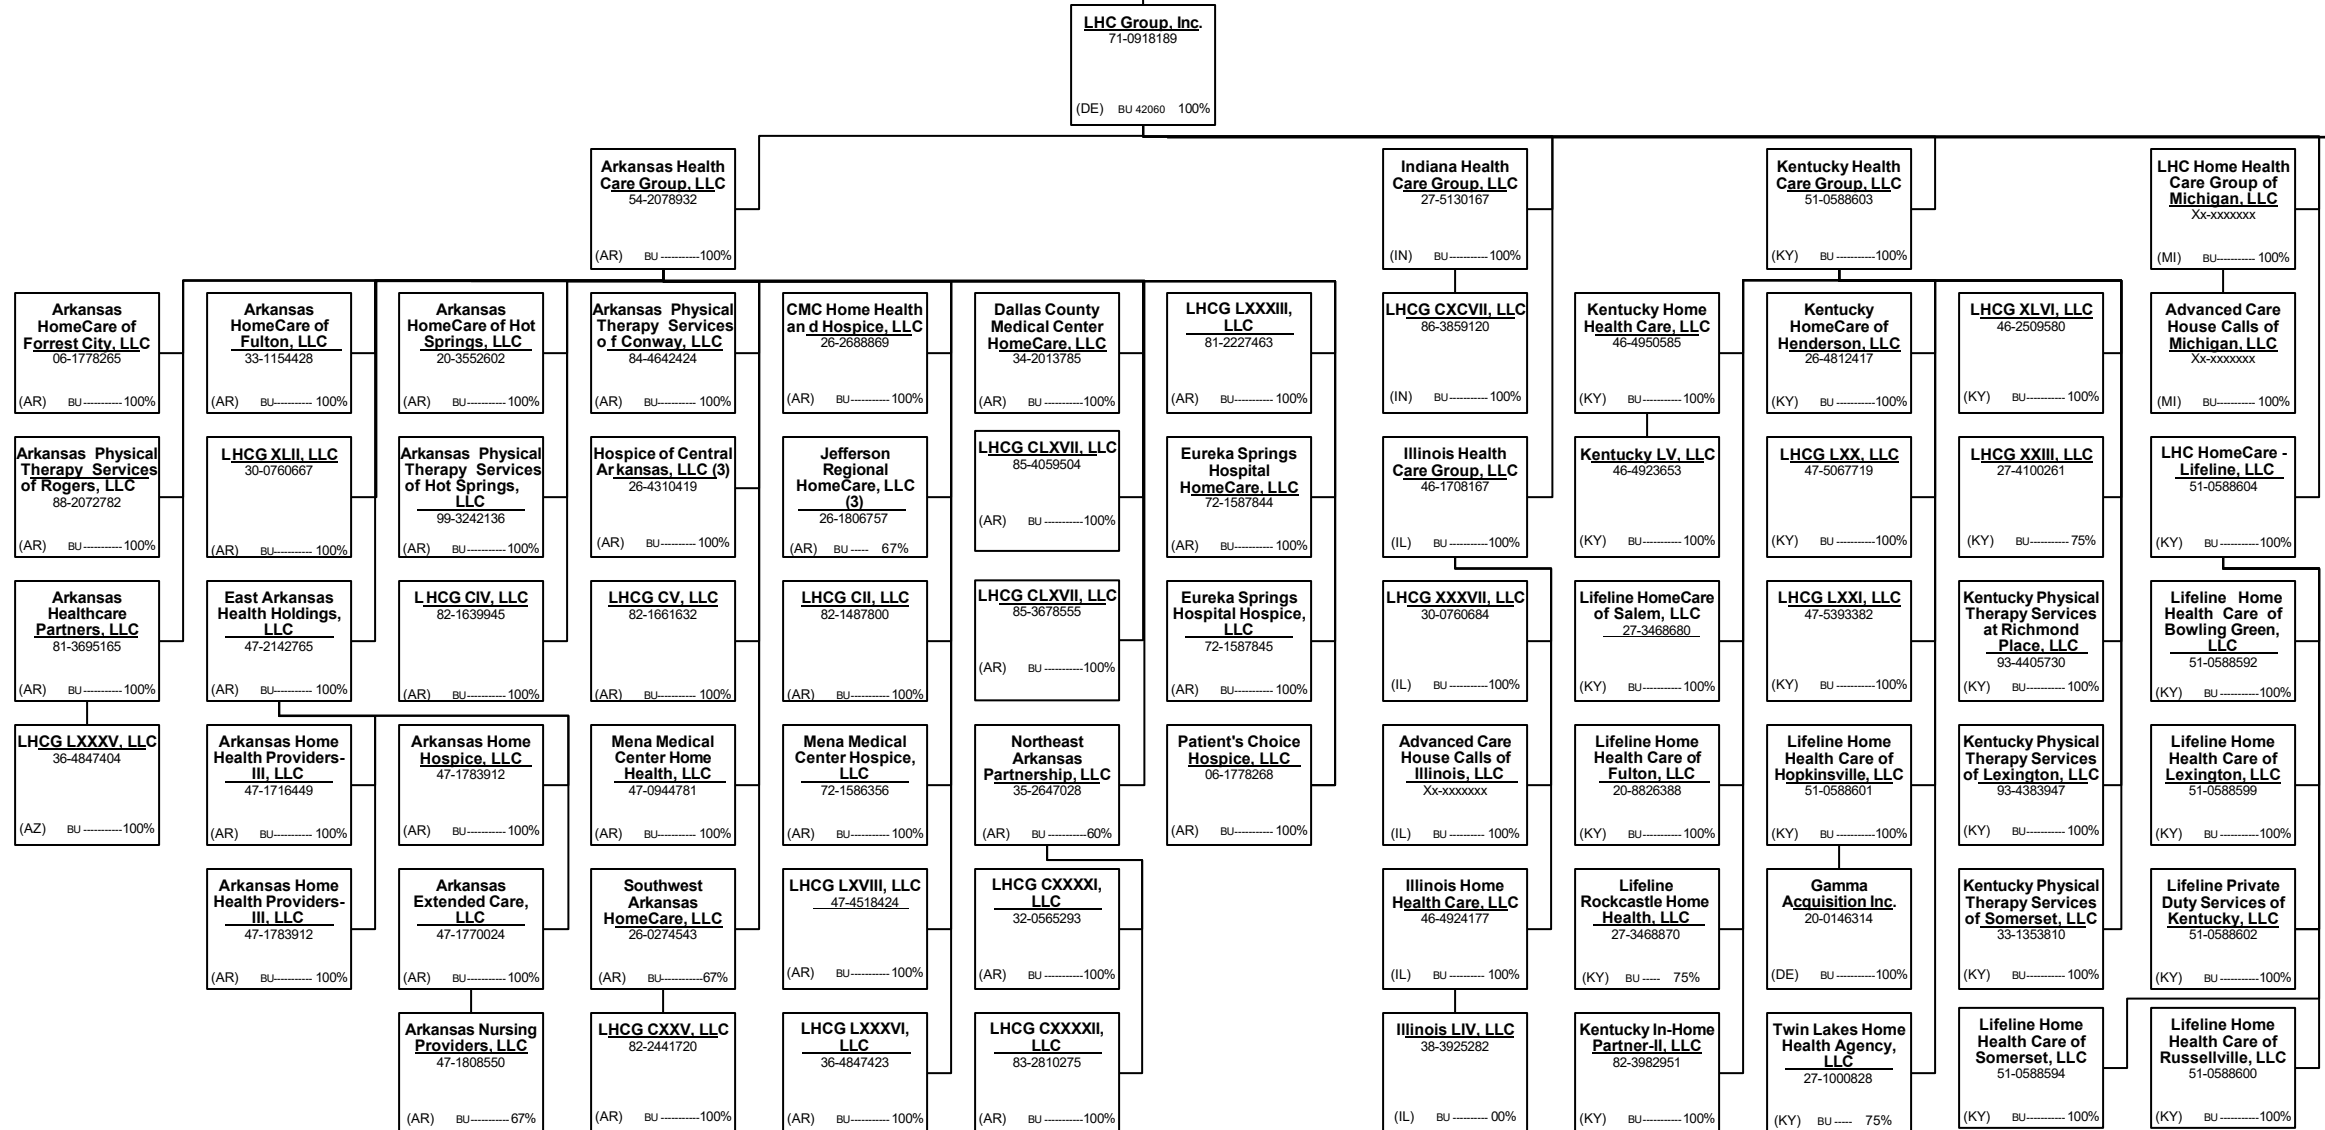 LHC Group, Inc.
71-0918189
(DE) BU 42060 100%
Arkansas Health
Care Group, LLC
54-2078932
(AR) BU -----------100%
Indiana Health
Care Group, LLC
27-5130167
(IN) BU---------- 100%
Kentucky Health
Care Group, LLC
51-0588603
(KY) BU -----------100%
LHC Home Health
Care Group of
Michigan, LLC
Xx-xxxxxxx
(MI) BU---------- 100%
Arkansas
HomeCare of
Forrest City, LLC
06-1778265
(AR) BU----------- 100%
Arkansas
HomeCare of
Fulton, LLC
33-1154428
(AR) BU---------- 100%
Arkansas
HomeCare of Hot
Springs, LLC
20-3552602
(AR) BU----------- 100%
Arkansas Physical
Therapy Services
of Conway, LLC
84-4642424
(AR) BU---------- 100%
CMC Home Health
and Hospice, LLC
26-2688869
(AR) BU---------- 100%
Dallas County
Medical Center
HomeCare, LLC
34-2013785
(AR) BU -----------100%
LHCG LXXXIII,
LLC
81-2227463
(AR) BU---------- 100%
LHCG CXCVII, LLC
86-3859120
(IN) BU---------- 100%
Kentucky Home
Health Care, LLC
46-4950585
(KY) BU-----------100%
Kentucky
HomeCare of
Henderson, LLC
26-4812417
(KY) BU -----------100%
LHCG XLVI, LLC
46-2509580
(KY) BU---------- 100%
Advanced Care
House Calls of
Michigan, LLC
Xx-xxxxxxx
(MI) BU---------- 100%
Arkansas Physical
Therapy Services
of Rogers, LLC
88-2072782
(AR) BU----------- 100%
LHCG XLII, LLC
30-0760667
(AR) BU---------- 100%
Arkansas Physical
Therapy Services
of Hot Springs,
LLC
99-3242136
(AR) BU----------- 100%
Hospice of Central
Arkansas, LLC (3)
26-4310419
(AR) BU---------- 100%
Jefferson
Regional
HomeCare, LLC
(3)
26-1806757
(AR) BU ----- 67%
LHCG CLXVII, LLC
85-4059504
(AR) BU -----------100%
Eureka Springs
Hospital
HomeCare, LLC
72-1587844
(AR) BU---------- 100%
Illinois Health
Care Group, LLC
46-1708167
(IL) BU -----------100%
Kentucky LV, LLC
46-4923653
(KY) BU-----------100%
LHCG LXX, LLC
47-5067719
(KY) BU -----------100%
LHCG XXIII, LLC
27-4100261
(KY) BU----------- 75%
LHC HomeCare -
Lifeline, LLC
51-0588604
(KY) BU -----------100%
Arkansas
Healthcare
Partners, LLC
81-3695165
(AR) BU----------- 100%
East Arkansas
Health Holdings,
LLC
47-2142765
(AR) BU---------- 100%
LHCG CIV, LLC
82-1639945
(AR) BU----------- 100%
LHCG CV, LLC
82-1661632
(AR) BU---------- 100%
LHCG CII, LLC
82-1487800
(AR) BU---------- 100%
LHCG CLXVII, LLC
85-3678555
(AR) BU -----------100%
Eureka Springs
Hospital Hospice,
LLC
72-1587845
(AR) BU---------- 100%
LHCG XXXVII, LLC
30-0760684
(IL) BU -----------100%
Lifeline HomeCare
of Salem, LLC
27-3468680
(KY) BU-----------100%
LHCG LXXI, LLC
47-5393382
(KY) BU -----------100%
Kentucky Physical
Therapy Services
at Richmond
Place, LLC
93-4405730
(KY) BU---------- 100%
Lifeline Home
Health Care of
Bowling Green,
LLC
51-0588592
(KY) BU -----------100%
LHCG LXXXV, LLC
36-4847404
(AZ) BU -----------100%
Arkansas Home
Health Providers-
III, LLC
47-1716449
(AR) BU---------- 100%
Arkansas Home
Hospice, LLC
47-1783912
(AR) BU----------- 100%
Mena Medical
Center Home
Health, LLC
47-0944781
(AR) BU---------- 100%
Mena Medical
Center Hospice,
LLC
72-1586356
(AR) BU---------- 100%
Northeast
Arkansas
Partnership, LLC
35-2647028
(AR) BU -----------60%
Patient's Choice
Hospice, LLC
06-1778268
(AR) BU---------- 100%
Advanced Care
House Calls of
Illinois, LLC
Xx-xxxxxxx
(IL) BU ---------- 100%
Lifeline Home
Health Care of
Fulton, LLC
20-8826388
(KY) BU-----------100%
Lifeline Home
Health Care of
Hopkinsville, LLC
51-0588601
(KY) BU -----------100%
Kentucky Physical
Therapy Services
of Lexington, LLC
93-4383947
(KY) BU---------- 100%
Lifeline Home
Health Care of
Lexington, LLC
51-0588599
(KY) BU -----------100%
Arkansas Home
Health Providers-
III, LLC
47-1783912
(AR) BU---------- 100%
Arkansas
Extended Care,
LLC
47-1770024
(AR) BU----------- 100%
Southwest
Arkansas
HomeCare, LLC
26-0274543
(AR) BU-----------67%
LHCG LXVIII, LLC
47-4518424
(AR) BU---------- 100%
LHCG CXXXXI,
LLC
32-0565293
(AR) BU -----------100%
Illinois Home
Health Care, LLC
46-4924177
(IL) BU ---------- 100%
Lifeline
Rockcastle Home
Health, LLC
27-3468870
(KY) BU ----- 75%
Gamma
Acquisition Inc.
20-0146314
(DE) BU -----------100%
Kentucky Physical
Therapy Services
of Somerset, LLC
33-1353810
(KY) BU---------- 100%
Lifeline Private
Duty Services of
Kentucky, LLC
51-0588602
(KY) BU -----------100%
Arkansas Nursing
Providers, LLC
47-1808550
(AR) BU----------- 67%
LHCG CXXV, LLC
82-2441720
(AR) BU -----------100%
LHCG LXXXVI,
LLC
36-4847423
(AR) BU---------- 100%
LHCG CXXXXII,
LLC
83-2810275
(AR) BU -----------100%
Illinois LIV, LLC
38-3925282
(IL) BU ---------- 00%
Kentucky In-Home
Partner-II, LLC
82-3982951
(KY) BU-----------100%
Twin Lakes Home
Health Agency,
LLC
27-1000828
(KY) BU ----- 75%
Lifeline Home
Health Care of
Somerset, LLC
51-0588594
(KY) BU---------- 100%
Lifeline Home
Health Care of
Russellville, LLC
51-0588600
(KY) BU -----------100%